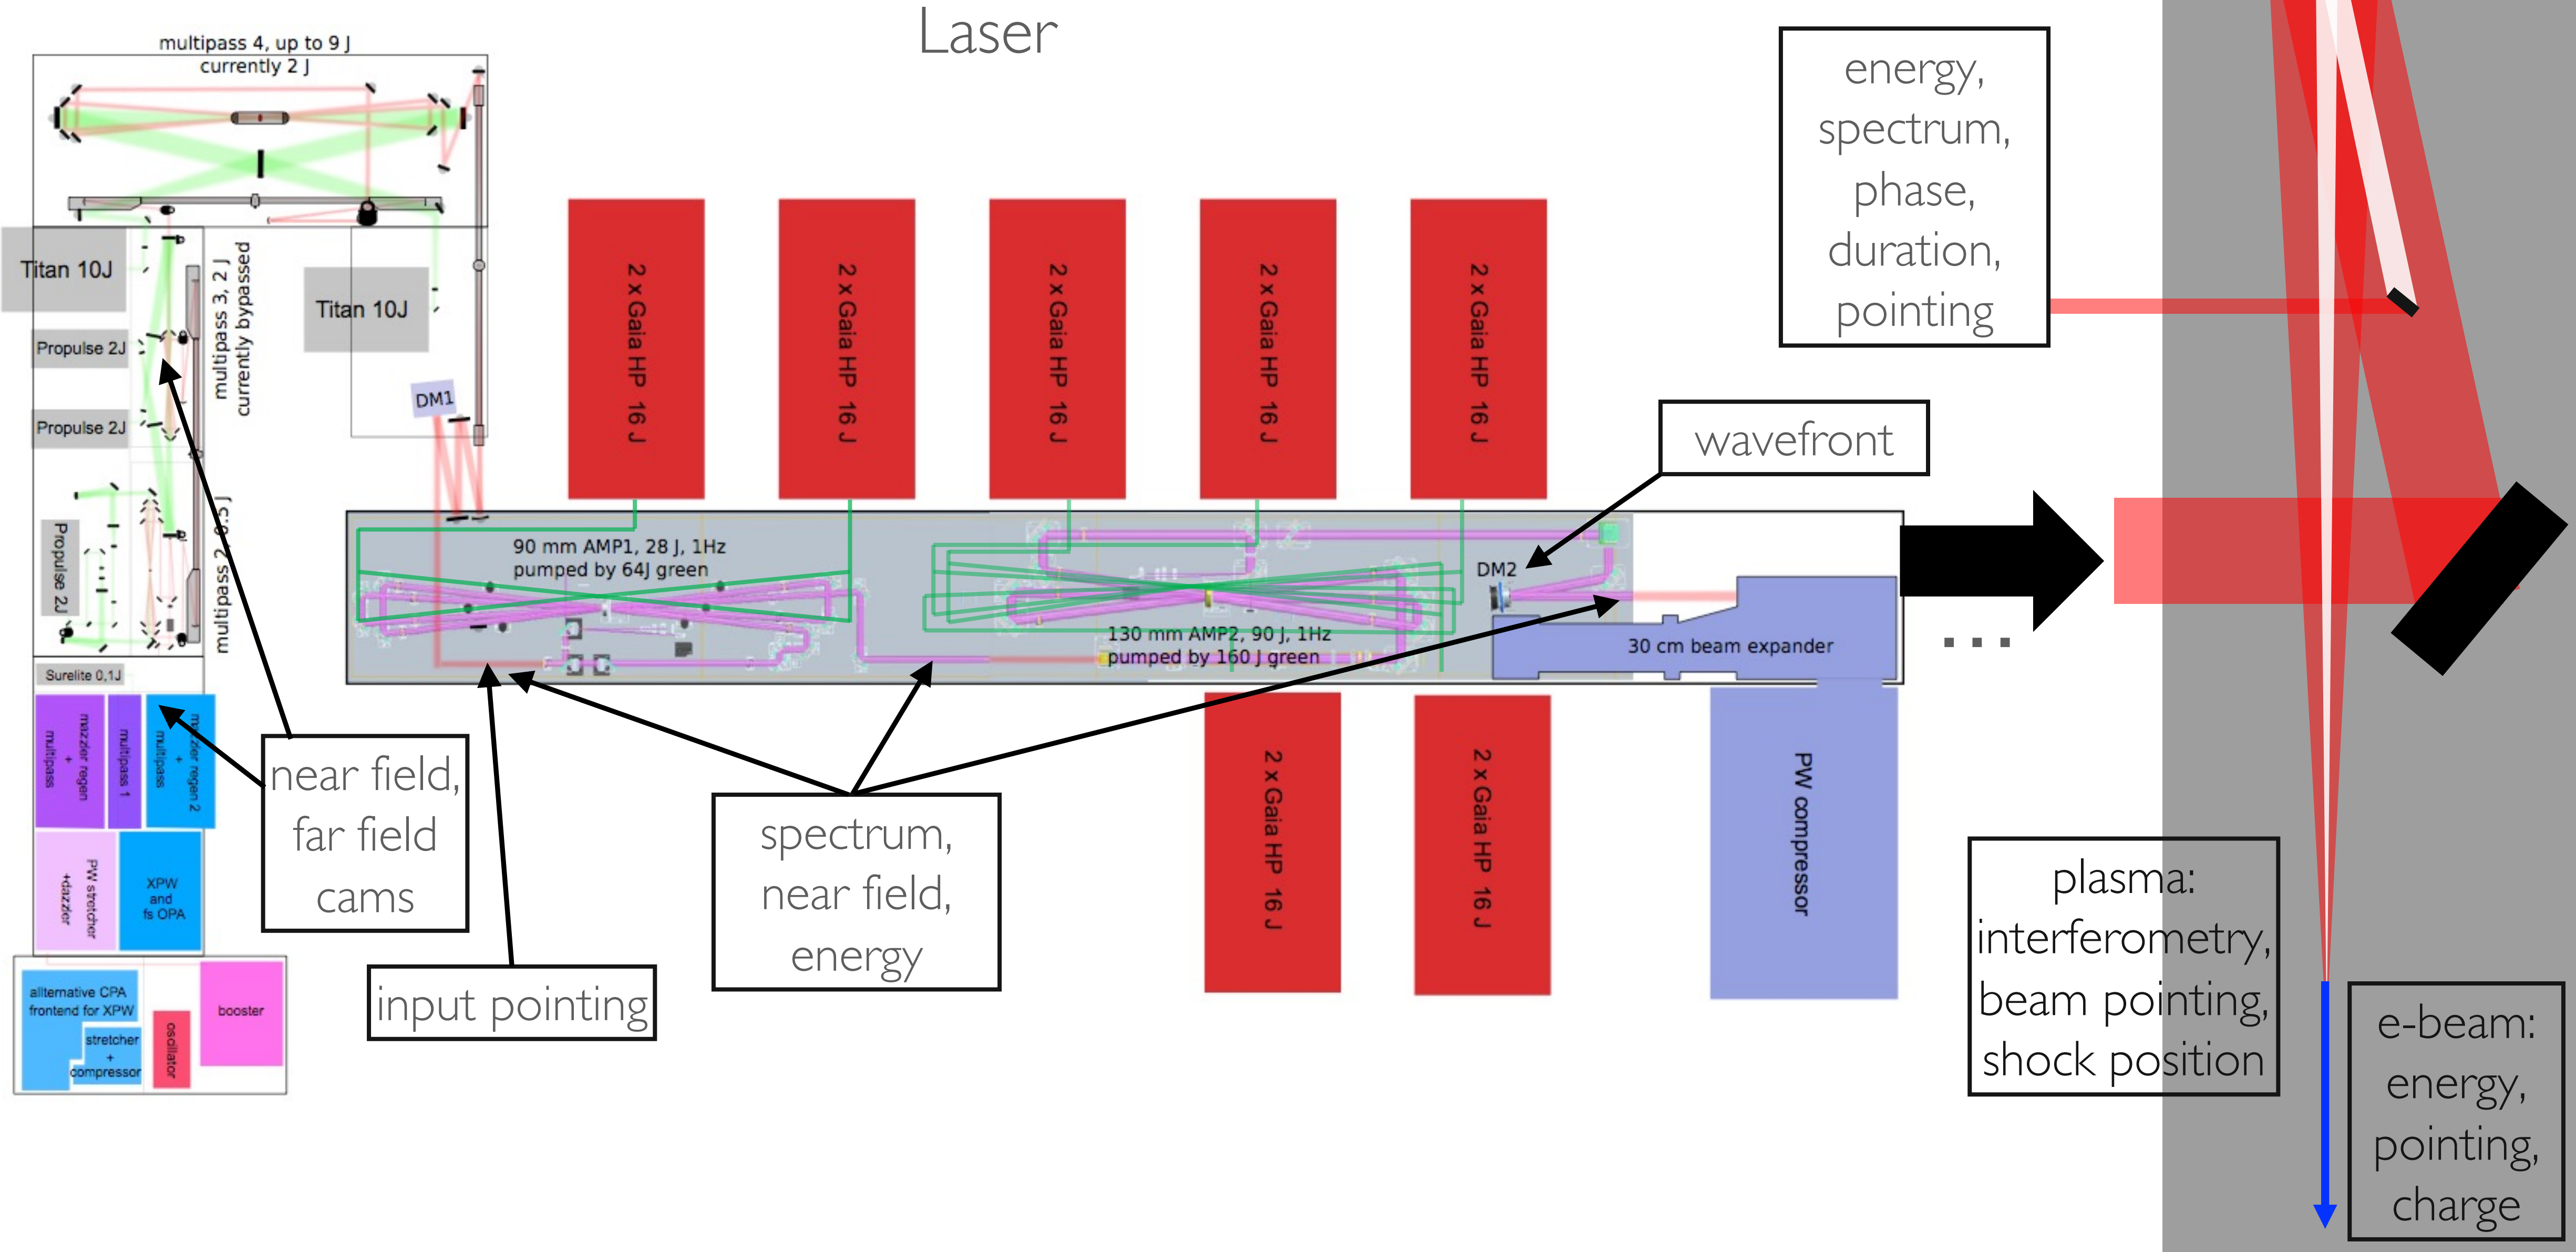 Laser
multipass 4, up to 9 J
currently 2 J
Titan 10J
Propulse 2J
Propulse 2J
multipass 3, 2 J
currently bypassed
Titan 10J
DM1
Propulse 2J
multipass 2, 0.5 J
Surelite 0,1J
mazzler regen
+
multipass
multipass 1
mazzler regen 2
+
multipass
PW stretcher
+dazzler
XPW
and
fs OPA
allternative CPA
frontend for XPW
stretcher
+
compressor
oscillator
booster
near field,
far field
cams
input pointing
spectrum,
near field,
energy
2 x Gaia HP 16 J
2 x Gaia HP 16 J
2 x Gaia HP 16 J
2 x Gaia HP 16 J
2 x Gaia HP 16 J
90 mm AMP1, 28 J, 1Hz
pumped by 64J green
130 mm AMP2, 90 J, 1Hz
pumped by 160 J green
DM2
30 cm beam expander
2 x Gaia HP 16 J
2 x Gaia HP 16 J
PW compressor
wavefront
energy,
spectrum,
phase,
duration,
pointing
...
plasma:
interferometry,
beam pointing,
shock position
e-beam:
energy,
pointing,
charge